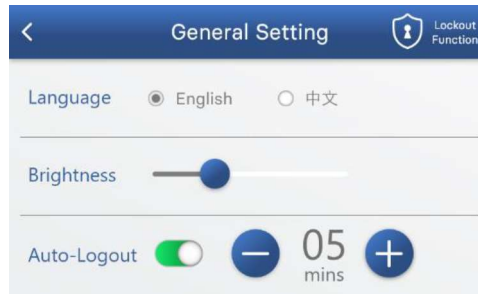 General Setting
Lockout
Function
Language
English
中文
Brightness
Auto-Logout
05
mins